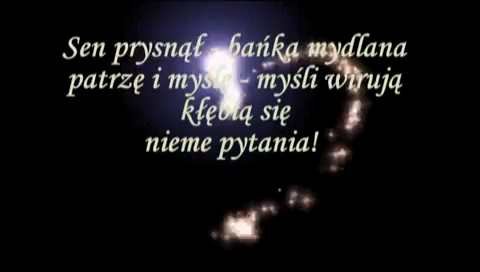 Sen prysnął - bańka mydlana
patrzę i myślę - myśli wirują
kłębią się
nieme pytania!